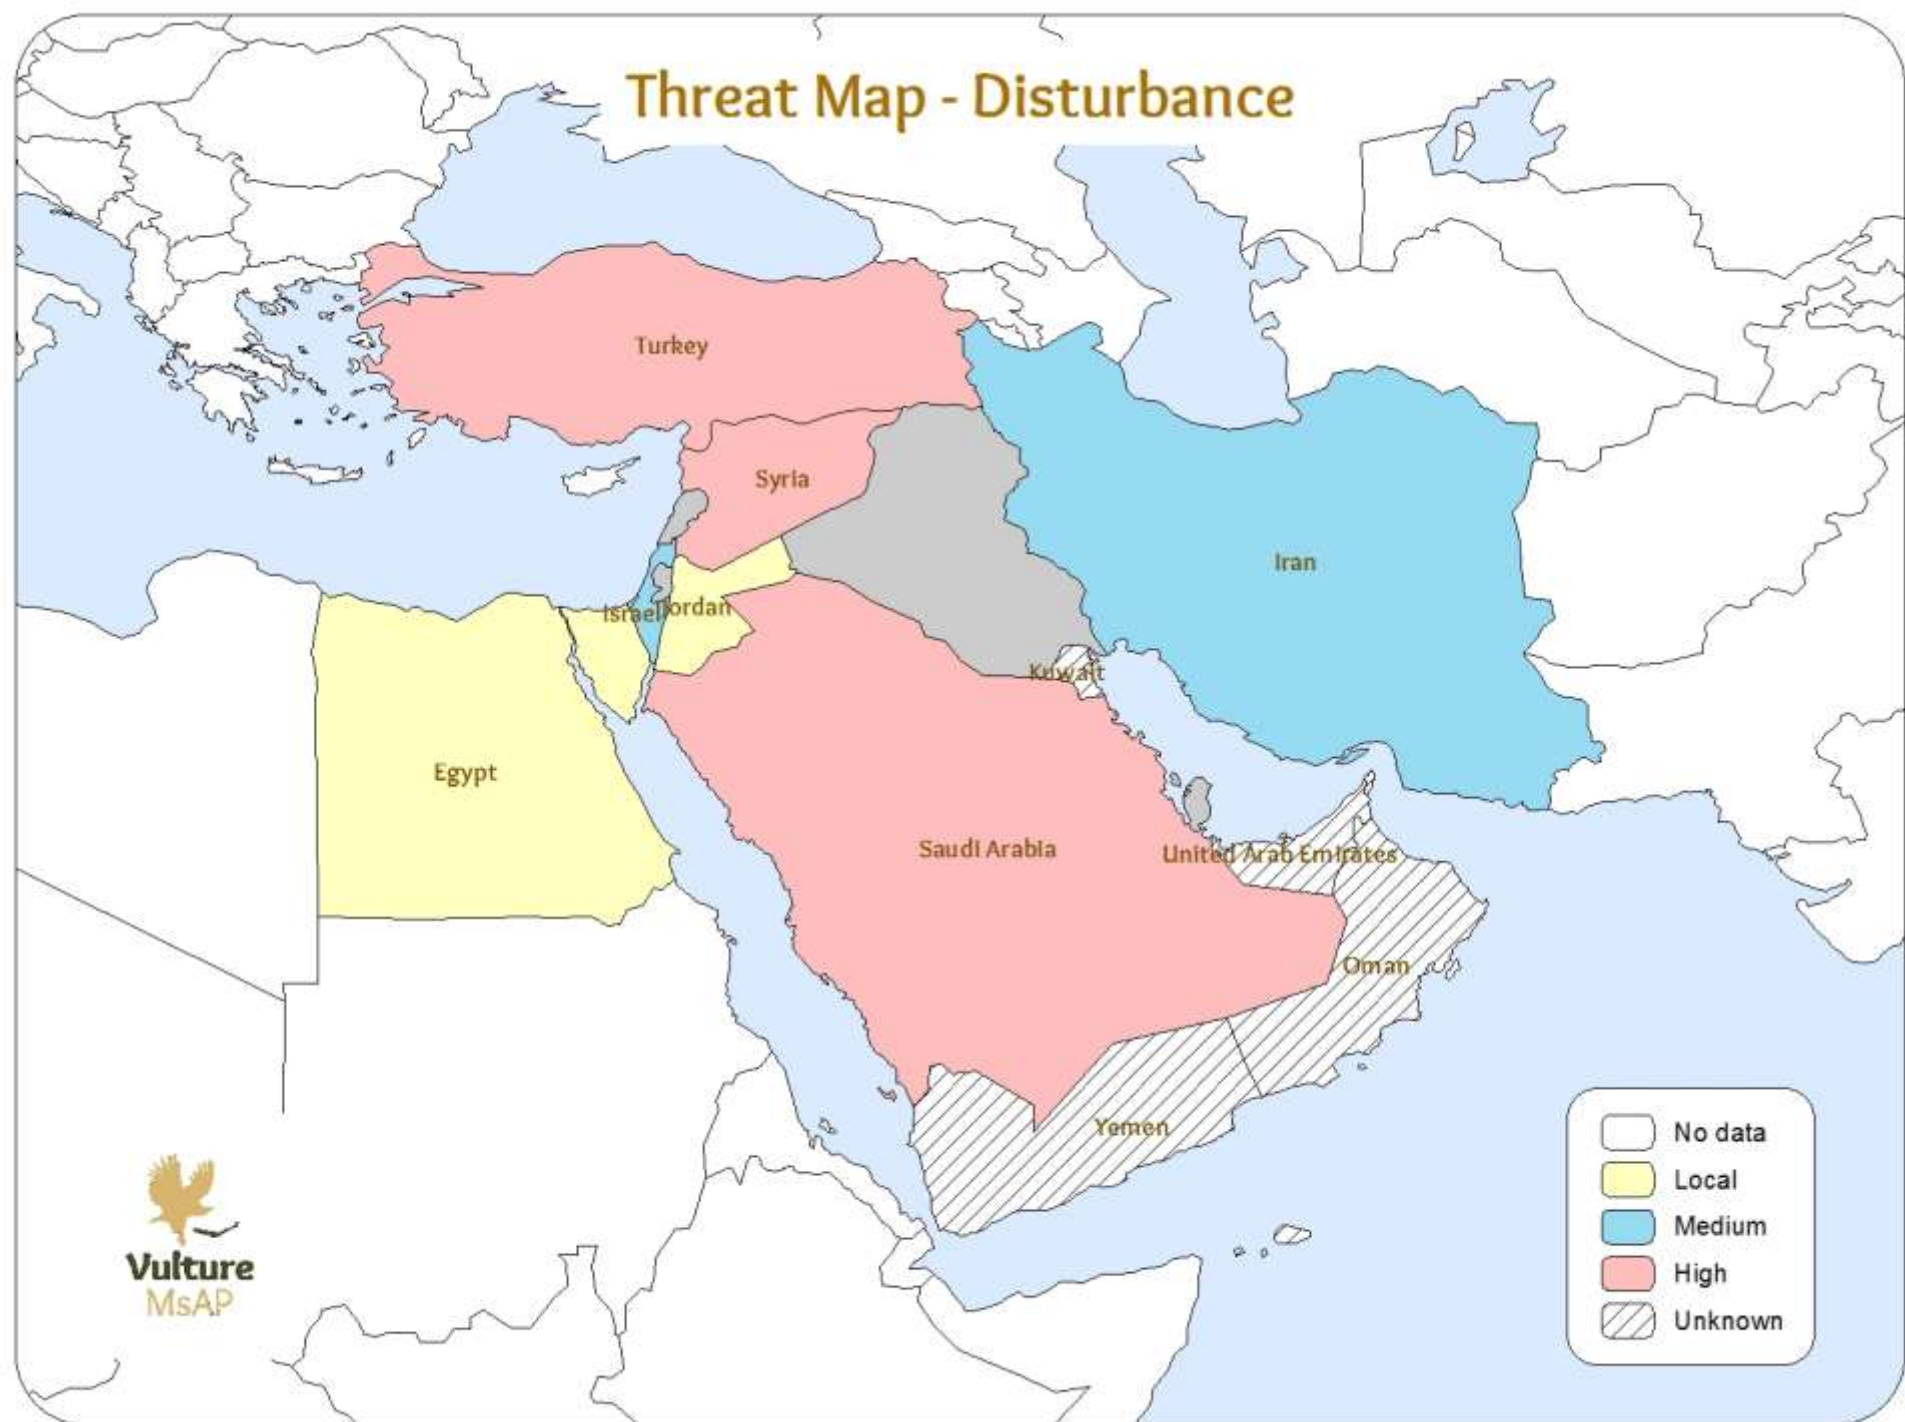 Threat Map - Disturbance
Turkey
Syria
Iran
Israel
Jordan
Kuwait
Egypt
Saudi Arabia
United Arab Emirates
Oman
Yemen
No data
Local
Medium
High
Unknown
Vulture
MsAP